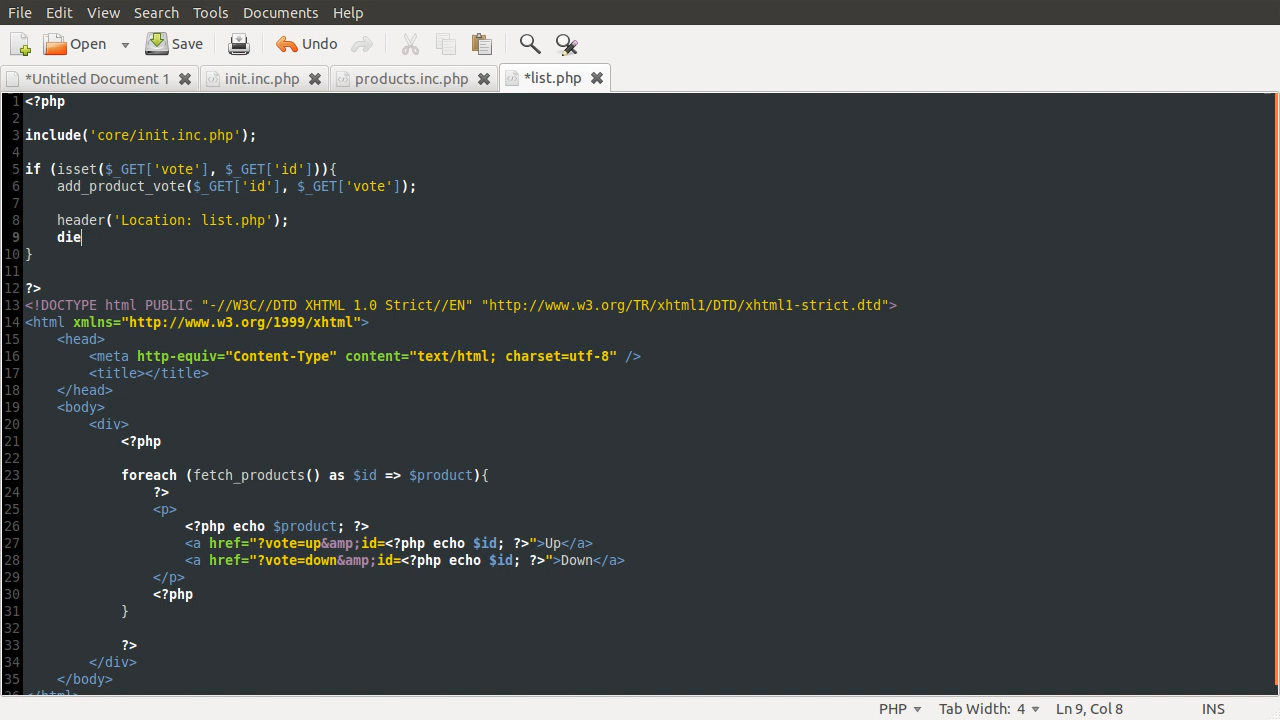 File Edit View Search Tools Documents Help
Open Save Undo
*Untitled Document 1 init.inc.php products.inc.php *list.php
1 <?php
2
3 include('core/init.inc.php');
4
5 if (isset($_GET['vote'], $_GET['id'])){
6 add_product_vote($_GET['id'], $_GET['vote']);
7
8 header('Location: list.php');
9 die
10 }
11
12 ?>
13 <!DOCTYPE html PUBLIC "-//W3C//DTD XHTML 1.0 Strict//EN" "http://www.w3.org/TR/xhtml1/DTD/xhtml1-strict.dtd">
14 <html xmlns="http://www.w3.org/1999/xhtml">
15 <head>
16 <meta http-equiv="Content-Type" content="text/html; charset=utf-8" />
17 <title></title>
18 </head>
19 <body>
20 <div>
21 <?php
22
23 foreach (fetch_products() as $id => $product){
24 ?>
25 <p>
26 <?php echo $product; ?>
27 <a href="?vote=up&amp;id=<?php echo $id; ?>">Up</a>
28 <a href="?vote=down&amp;id=<?php echo $id; ?>">Down</a>
29 </p>
30 <?php
31 }
32
33 ?>
34 </div>
35 </body>
36 </html>
PHP Tab Width: 4 Ln 9, Col 8 INS